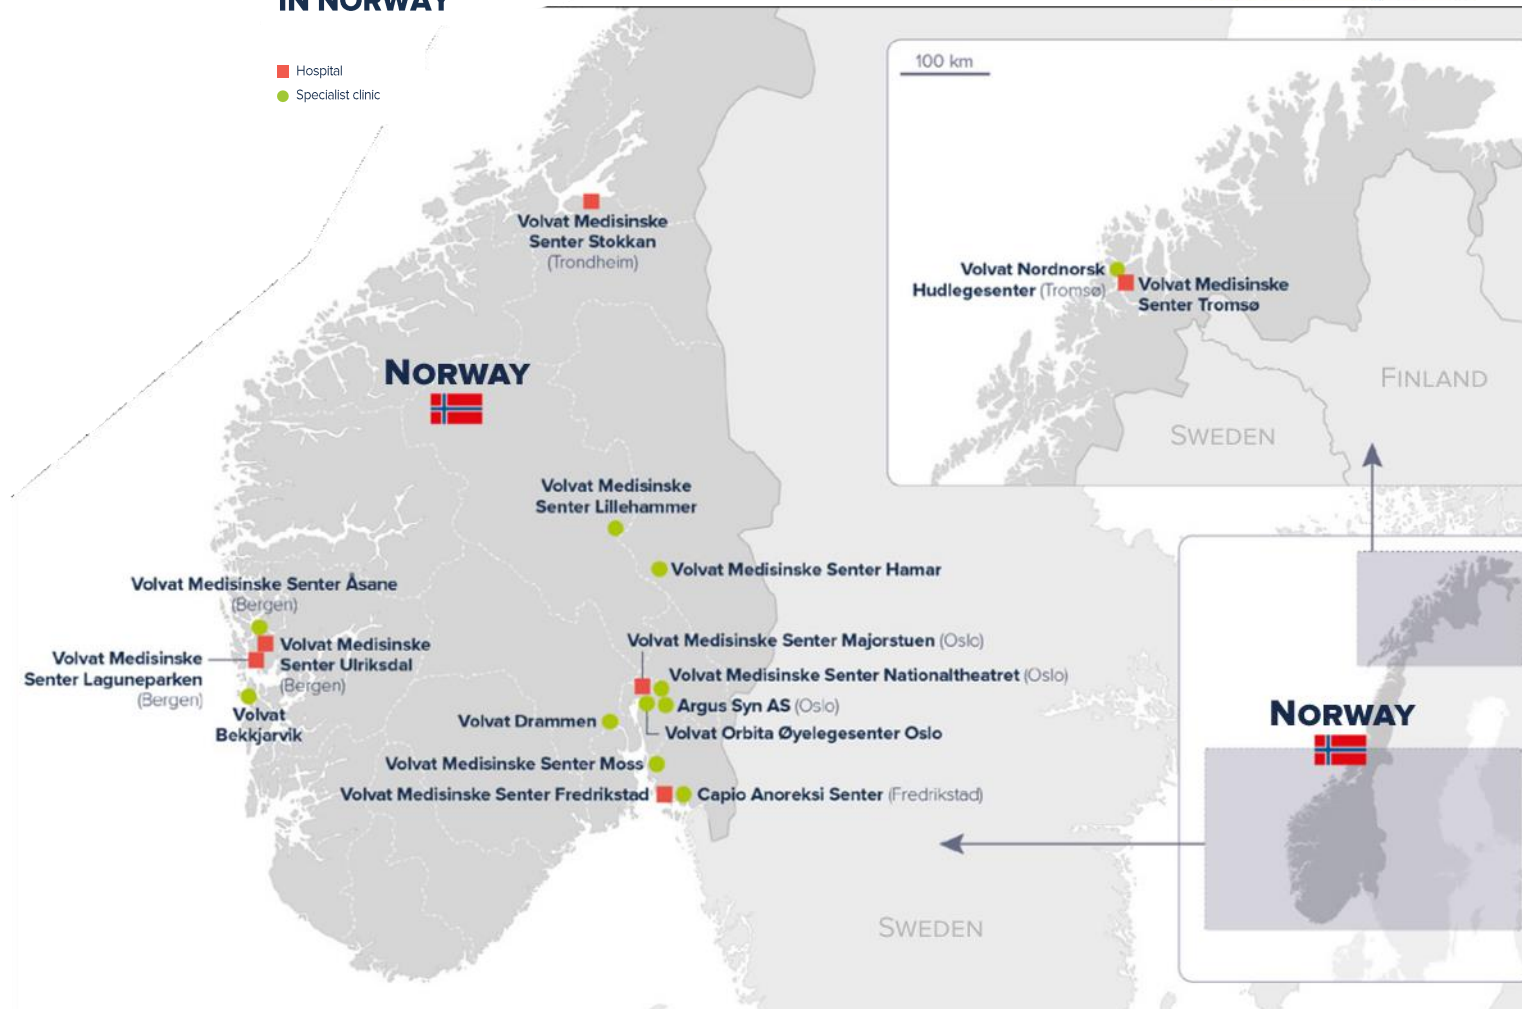 IN NORWAY
Hospital
Specialist clinic
100 km
Volvat Medisinske
Senter Stokkan
(Trondheim)
Volvat Nordnorsk
Hudlegesenter (Tromsø)
Volvat Medisinske
Senter Tromsø
NORWAY
FINLAND
SWEDEN
Volvat Medisinske
Senter Lillehammer
Volvat Medisinske Senter Hamar
Volvat Medisinske Senter Åsane
(Bergen)
Volvat Medisinske
Senter Ulriksdal
(Bergen)
Volvat Medisinske
Senter Laguneparken
(Bergen)
Volvat
Bekkjarvik
Volvat Medisinske Senter Majorstuen (Oslo)
Volvat Medisinske Senter Nationaltheatret (Oslo)
Argus Syn AS (Oslo)
Volvat Drammen
Volvat Orbita Øyelegesenter Oslo
Volvat Medisinske Senter Moss
Volvat Medisinske Senter Fredrikstad
Capio Anoreksi Senter (Fredrikstad)
NORWAY
SWEDEN